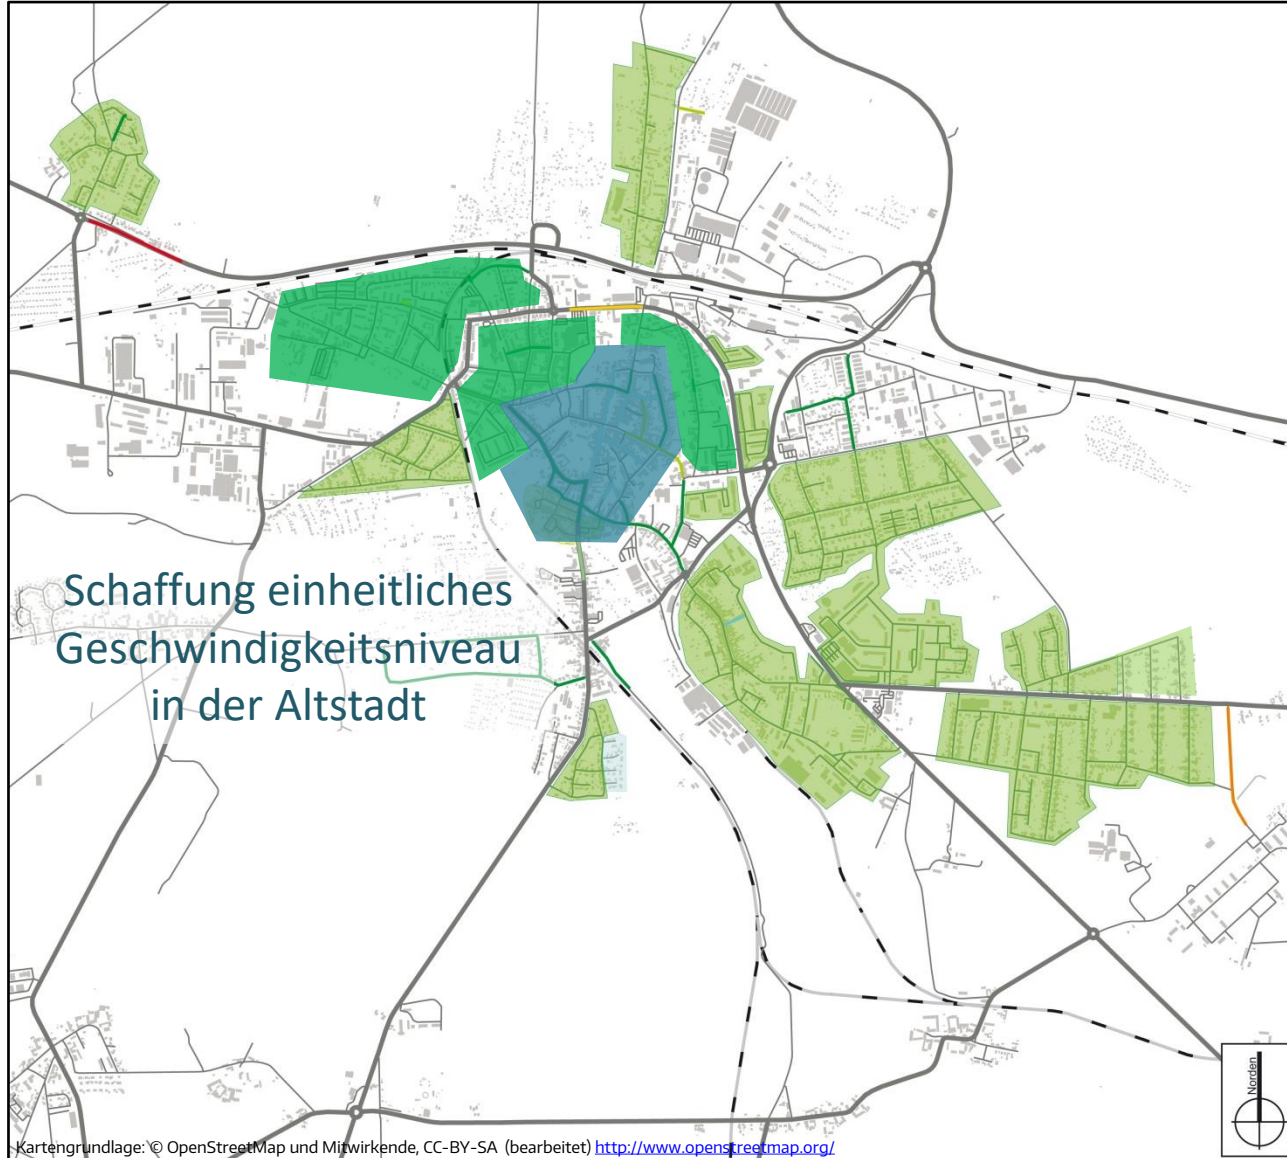 Schaffung einheitliches
Geschwindigkeitsniveau
in der Altstadt
Norden
Kartengrundlage: © OpenStreetMap und Mitwirkende, CC-BY-SA (bearbeitet) http://www.openstreetmap.org/